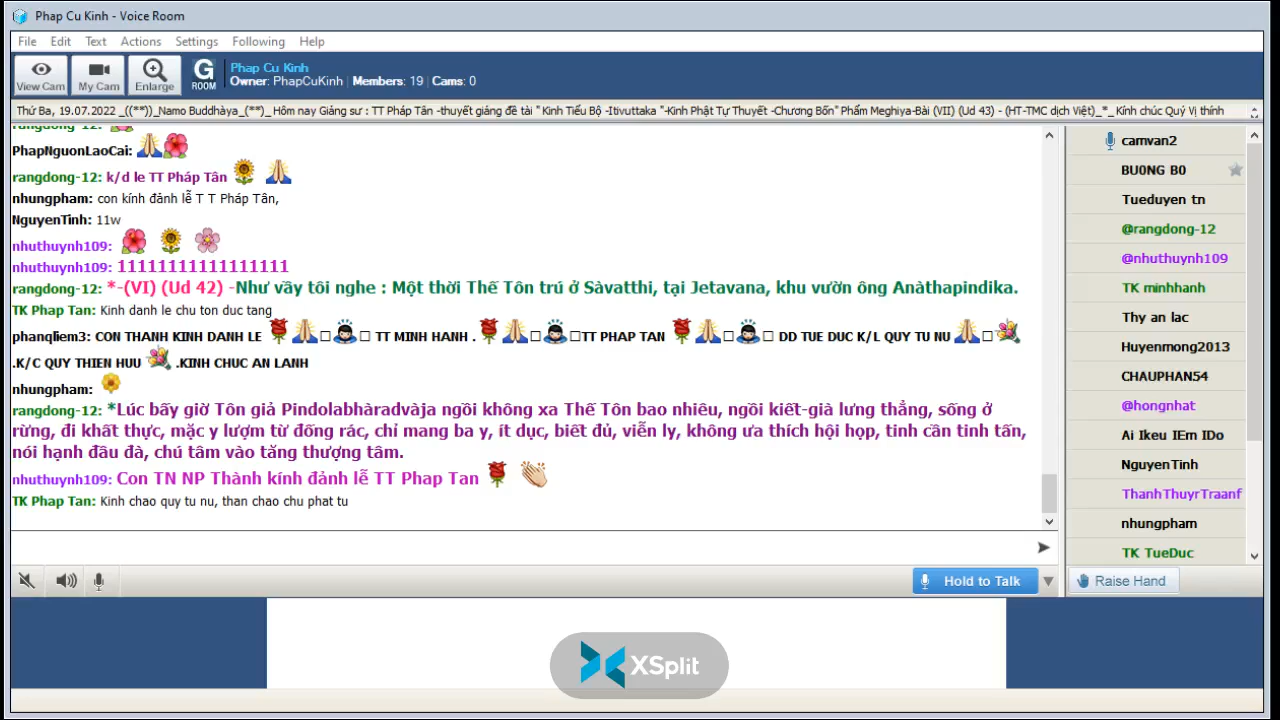 Phap Cu Kinh - Voice Room
File Edit Text Actions Settings Following Help
View Cam My Cam Enlarge G ROOM
Phap Cu Kinh
Owner: PhapCuKinh Members: 19 Cams: 0
Thứ Ba, 19.07.2022 _((**))_Namo Buddhàya_(**)_ Hôm nay Giảng sư : TT Pháp Tân -thuyết giảng đề tài " Kinh Tiểu Bộ -Itivuttaka "-Kinh Phật Tự Thuyết -Chương Bốn" Phẩm Meghiya-Bài (VII) (Ud 43) - (HT-TMC dịch Việt)_*_ Kính chúc Quý Vị thính
rangdong-12:
PhapNguonLaoCai:
rangdong-12: k/d le TT Pháp Tân
nhungpham: con kính đảnh lễ T T Pháp Tân,
NguyenTinh: 11w
nhuthuynh109:
nhuthuynh109: 11111111111111111
rangdong-12: *-(VI) (Ud 42) -Như vầy tôi nghe : Một thời Thế Tôn trú ở Sàvatthi, tại Jetavana, khu vườn ông Anàthapindika.
TK Phap Tan: Kinh danh le chu ton duc tang
phanqliem3: CON THANH KINH DANH LE TT MINH HANH . TT PHAP TAN DD TUE DUC K/L QUY TU NU
.K/C QUY THIEN HUU .KINH CHUC AN LANH
nhungpham:
rangdong-12: *Lúc bấy giờ Tôn giả Pindolabhàradvàja ngồi không xa Thế Tôn bao nhiêu, ngồi kiết-già lưng thẳng, sống ở
rừng, đi khất thực, mặc y lượm từ đống rác, chỉ mang ba y, ít dục, biết đủ, viễn ly, không ưa thích hội họp, tinh cần tinh tấn,
nói hạnh đầu đà, chú tâm vào tăng thượng tâm.
nhuthuynh109: Con TN NP Thành kính đảnh lễ TT Phap Tan
TK Phap Tan: Kinh chao quy tu nu, than chao chu phat tu
camvan2
BU0NG B0
Tueduyen tn
@rangdong-12
@nhuthuynh109
TK minhhanh
Thy an lac
Huyenmong2013
CHAUPHAN54
@hongnhat
Ai Ikeu IEm IDo
NguyenTinh
ThanhThuyrTraanf
nhungpham
TK TueDuc
Hold to Talk
Raise Hand
XSplit